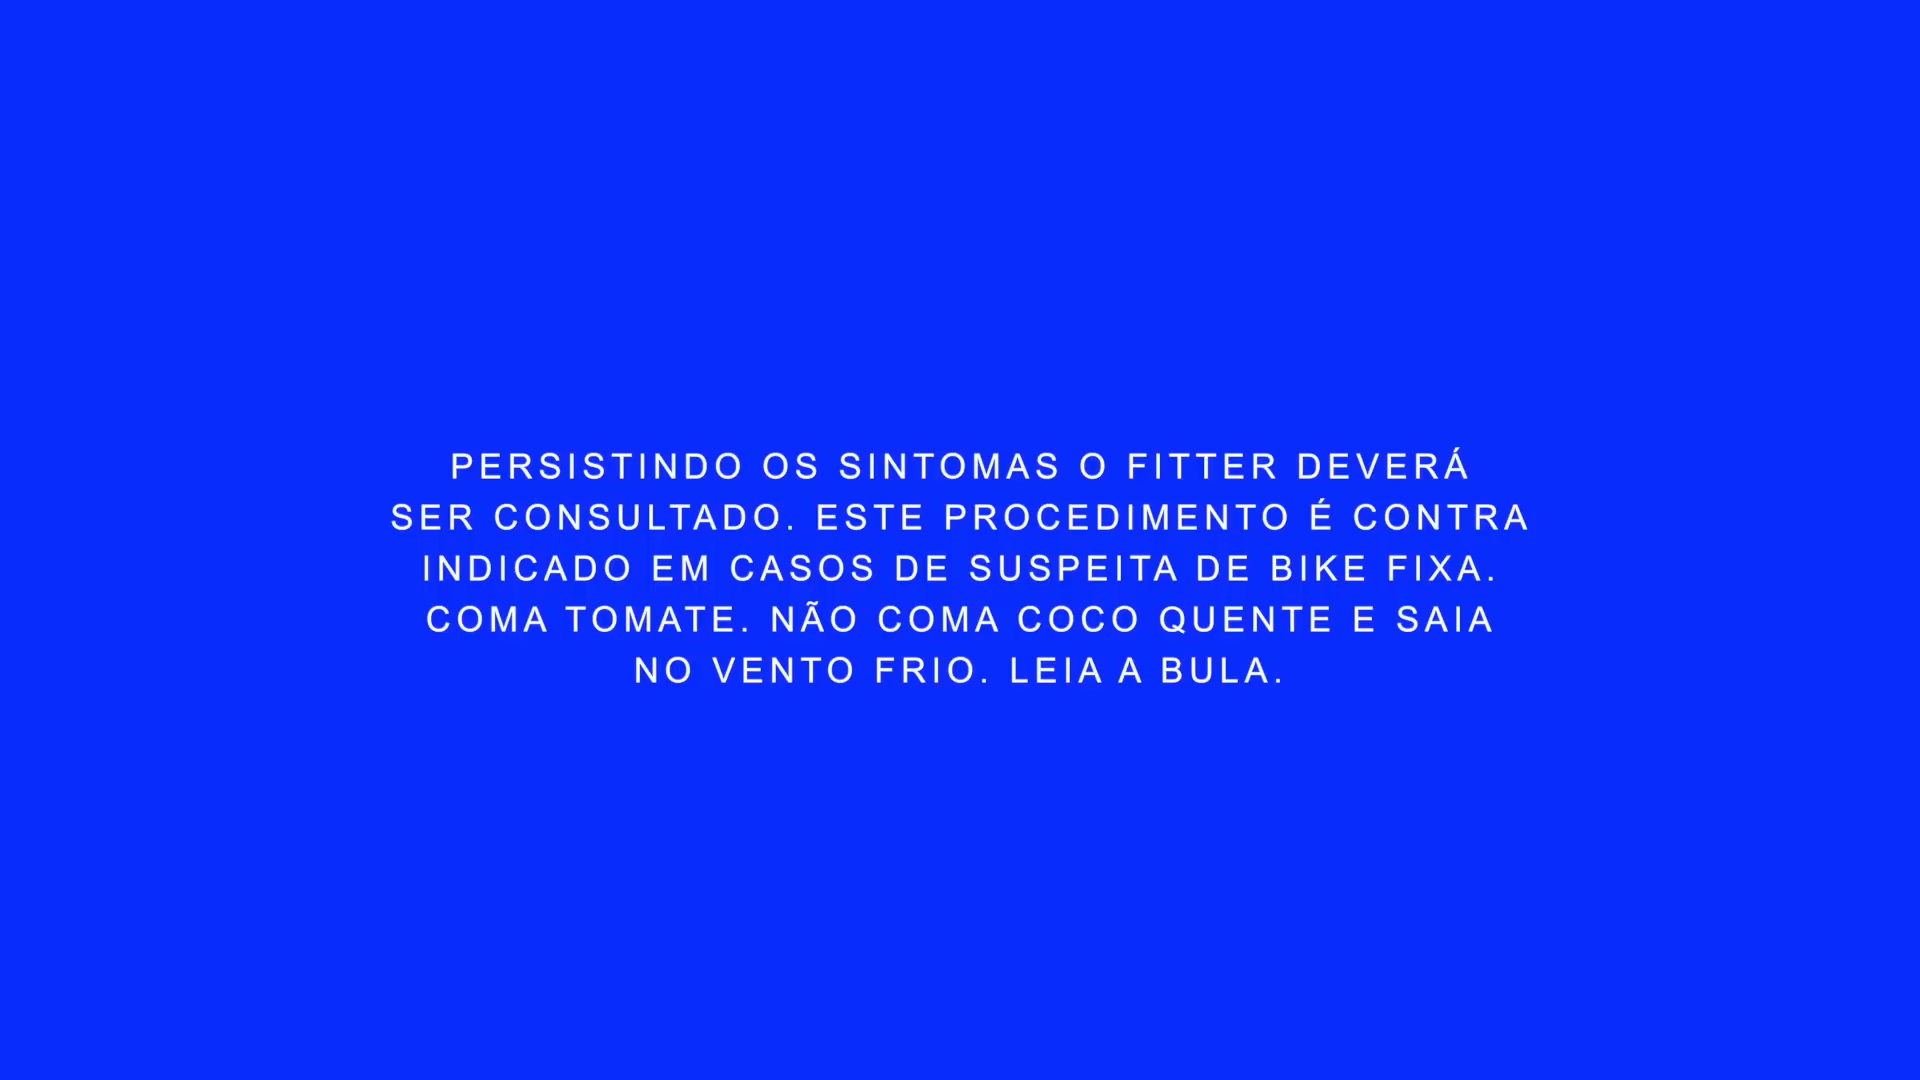 PERSISTINDO OS SINTOMAS O FITTER DEVERÁ
SER CONSULTADO. ESTE PROCEDIMENTO É CONTRA
INDICADO EM CASOS DE SUSPEITA DE BIKE FIXA.
COMA TOMATE. NÃO COMA COCO QUENTE E SAIA
NO VENTO FRIO. LEIA A BULA.